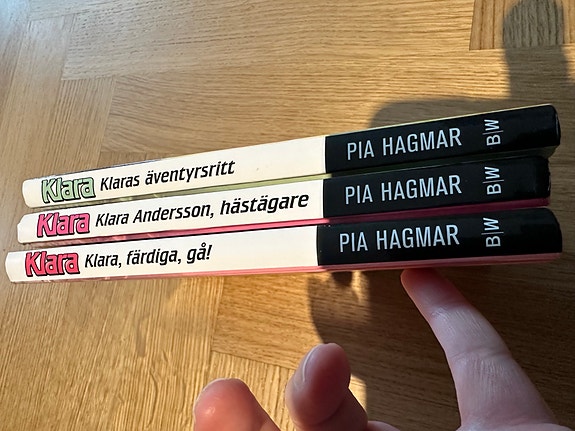 Klara Klaras äventyrsritt PIA HAGMAR B|W
Klara Klara Andersson, hästägare PIA HAGMAR B|W
Klara Klara, färdiga, gå! PIA HAGMAR B|W